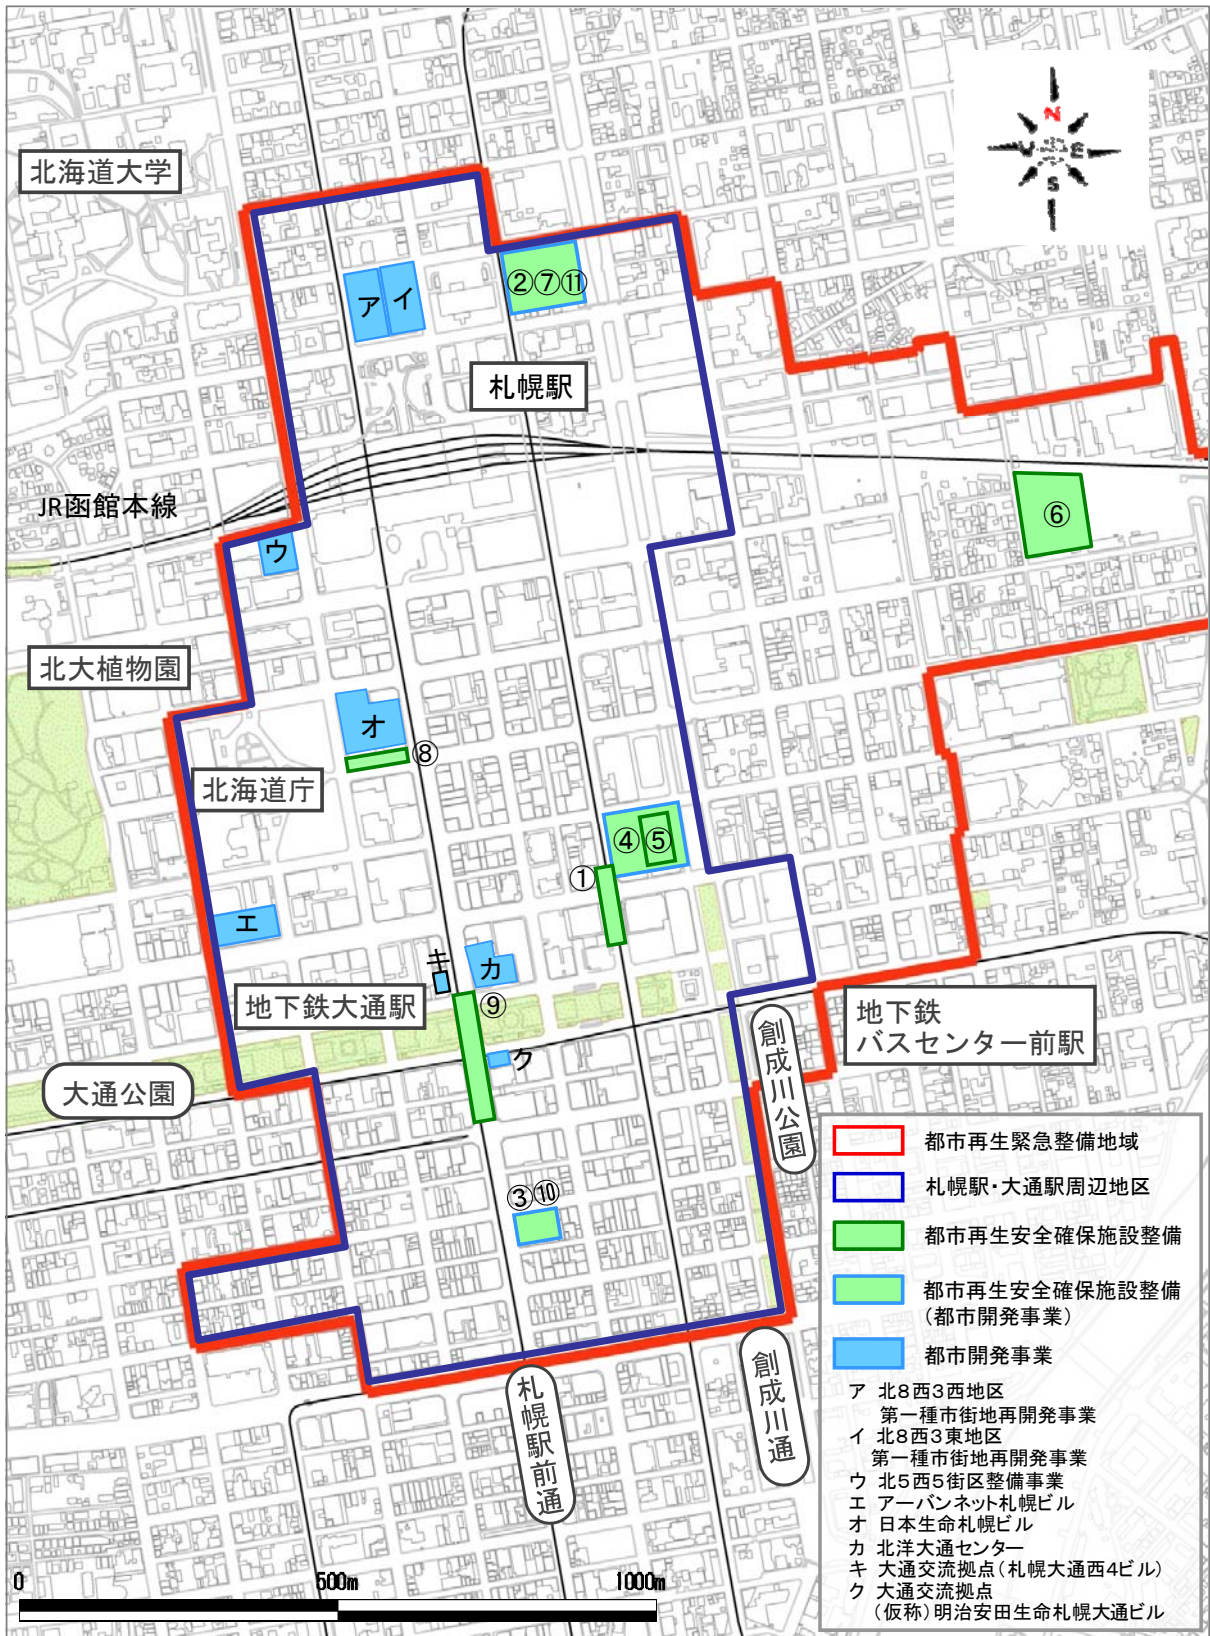 N
E
S
北海道大学
ア
イ
②⑦⑪
札幌駅
JR函館本線
⑥
ウ
北大植物園
オ
⑧
北海道庁
④
⑤
①
エ
キ
カ
地下鉄大通駅
⑨
地下鉄
バスセンター前駅
ク
創成川公園
大通公園
③⑩
札幌駅前通
創成川通
都市再生緊急整備地域
札幌駅・大通駅周辺地区
都市再生安全確保施設整備
都市再生安全確保施設整備
(都市開発事業)
都市開発事業
ア 北8西3西地区
第一種市街地再開発事業
イ 北8西3東地区
第一種市街地再開発事業
ウ 北5西5街区整備事業
エ アーバンネット札幌ビル
オ 日本生命札幌ビル
カ 北洋大通センター
キ 大通交流拠点(札幌大通西4ビル)
ク 大通交流拠点
(仮称)明治安田生命札幌大通ビル
0 500m 1000m